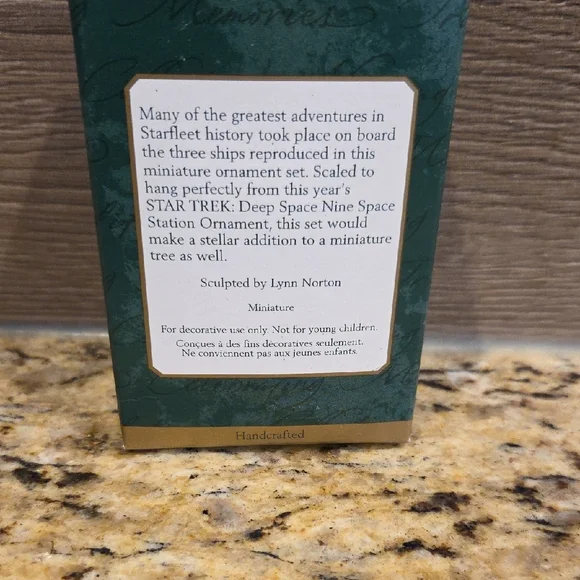 Memories
Many of the greatest adventures in
Starfleet history took place on board
the three ships reproduced in this
miniature ornament set. Scaled to
hang perfectly from this year's
STAR TREK: Deep Space Nine Space
Station Ornament, this set would
make a stellar addition to a miniature
tree as well.
Sculpted by Lynn Norton
Miniature
For decorative use only. Not for young children.
Conçues à des fins décoratives seulement.
Ne conviennent pas aux jeunes enfants.
Handcrafted